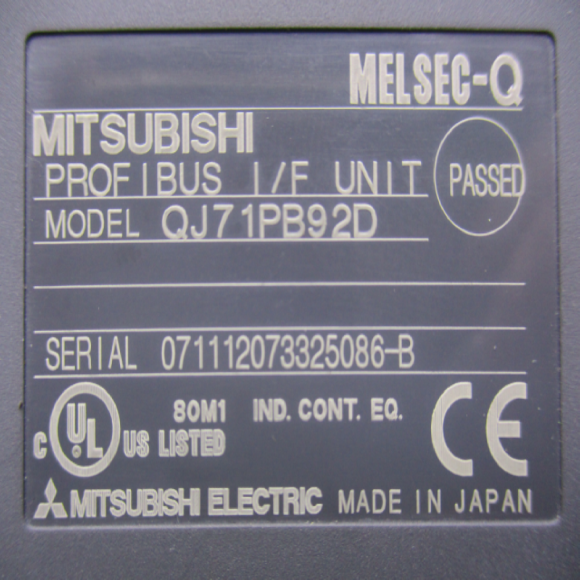 MELSEC-Q
MITSUBISHI
PROFIBUS I/F UNIT PASSED
MODEL QJ71PB92D
SERIAL 071112073325086-B
80M1 IND. CONT. EQ.
C UL US LISTED CE
MITSUBISHI ELECTRIC MADE IN JAPAN